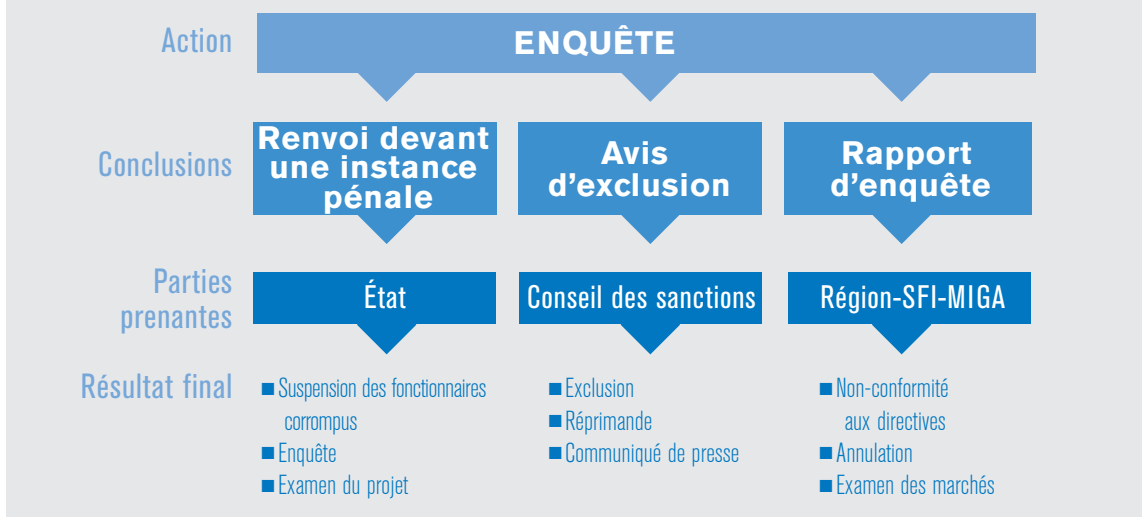 Action
ENQUÊTE
Conclusions
Renvoi devant
une instance
pénale
Avis
d’exclusion
Rapport
d’enquête
Parties
prenantes
État
Conseil des sanctions
Région-SFI-MIGA
Résultat final
■ Suspension des fonctionnaires
corrompus
■ Enquête
■ Examen du projet
■ Exclusion
■ Réprimande
■ Communiqué de presse
■ Non-conformité
aux directives
■ Annulation
■ Examen des marchés